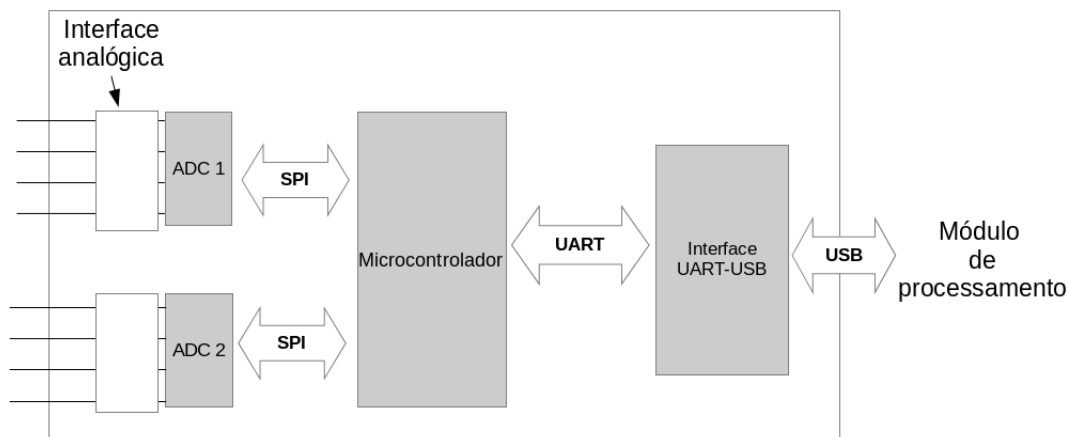 Interface
analógica
ADC 1
SPI
Microcontrolador
UART
Interface
UART-USB
USB
Módulo
de
processamento
ADC 2
SPI